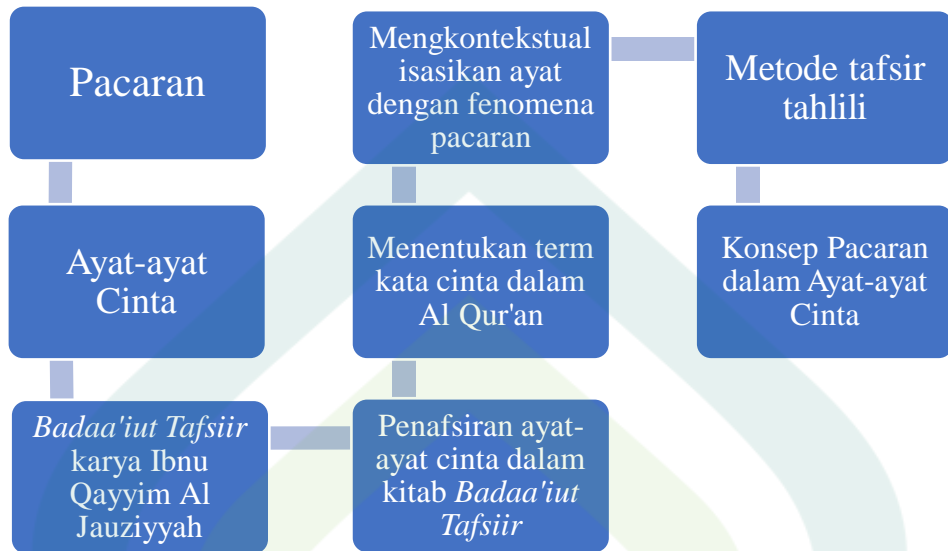 Pacaran
Ayat-ayat
Cinta
Badaa'iut Tafsiir
karya Ibnu
Qayyim Al
Jauziyyah
Penafsiran ayat-
ayat cinta dalam
kitab Badaa'iut
Tafsiir
Menentukan term
kata cinta dalam
Al Qur'an
Mengkontekstual
isasikan ayat
dengan fenomena
pacaran
Metode tafsir
tahlili
Konsep Pacaran
dalam Ayat-ayat
Cinta